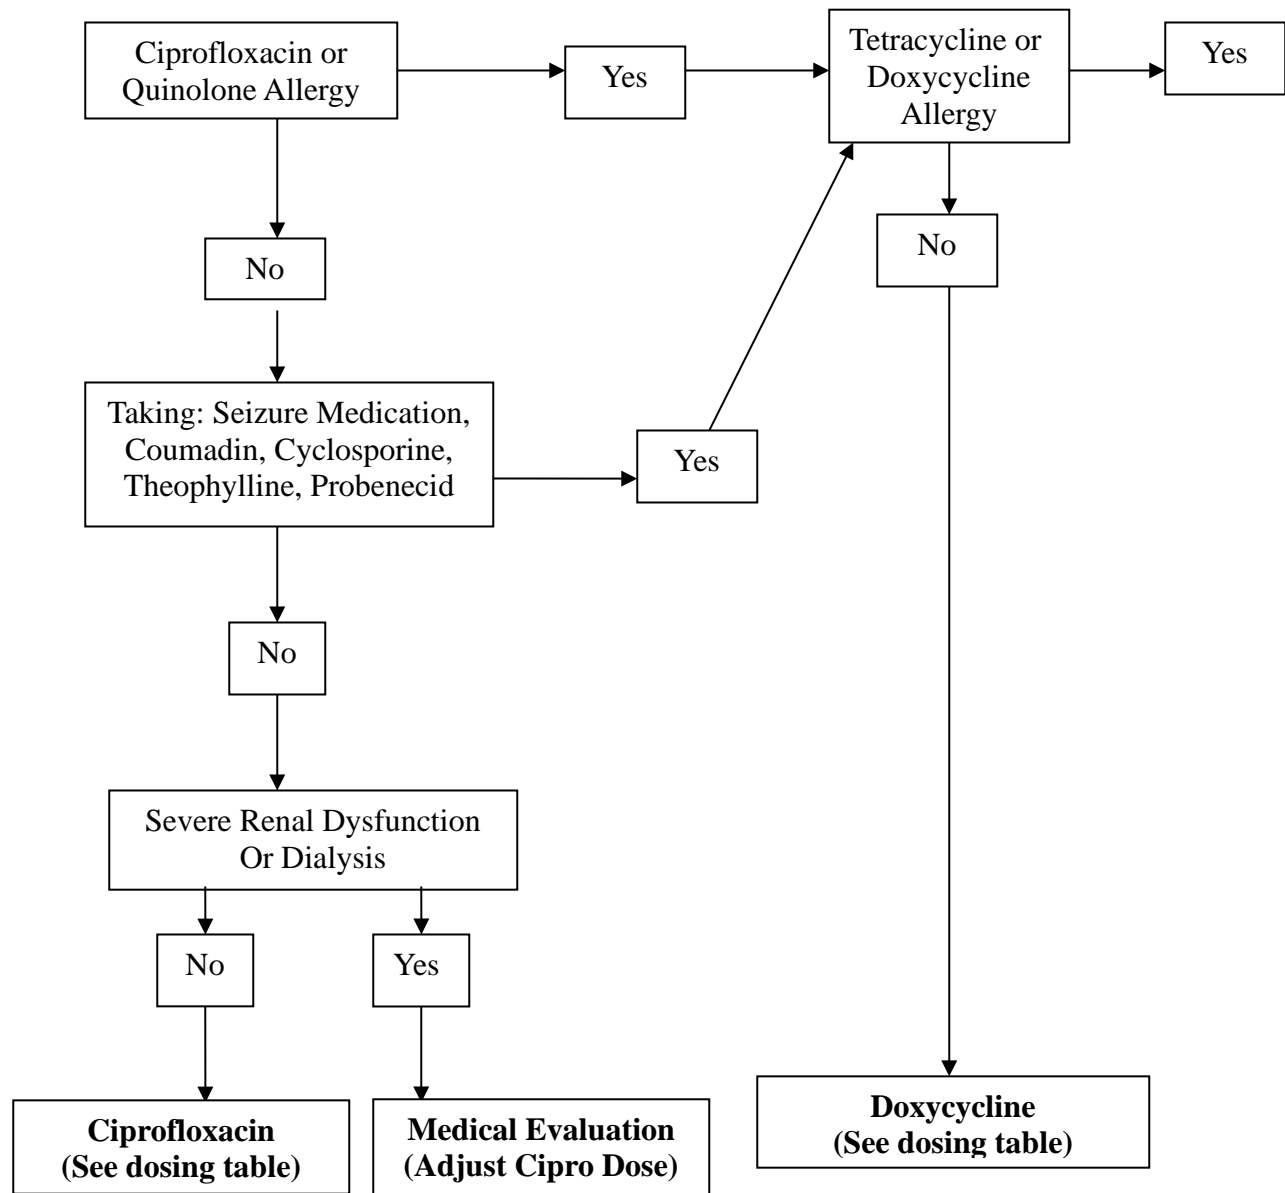 Ciprofloxacin or
Quinolone Allergy
Yes
Tetracycline or
Doxycycline
Allergy
Yes
No
No
Taking: Seizure Medication,
Coumadin, Cyclosporine,
Theophylline, Probenecid
Yes
No
Severe Renal Dysfunction
Or Dialysis
No
Yes
Ciprofloxacin
(See dosing table)
Medical Evaluation
(Adjust Cipro Dose)
Doxycycline
(See dosing table)